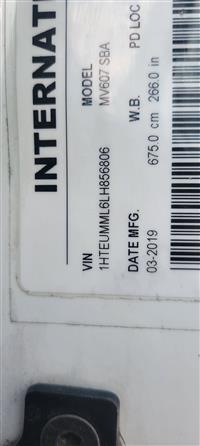 INTERNAT
MODEL
MV607 SBA
VIN
1HTEUMML6LH856806
DATE MFG.
03-2019
W.B.
675.0 cm 266.0 in
PD LOC